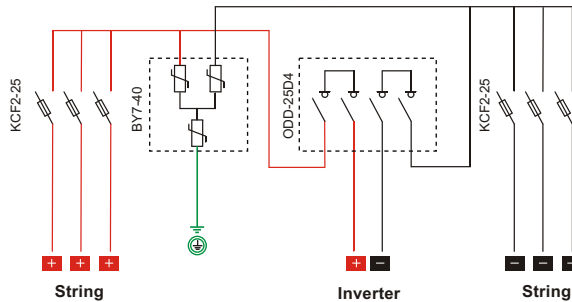 KCF2-25
BY7-40
ODD-25D4
KCF2-25
+ + +
+ −
− − −
String
Inverter
String